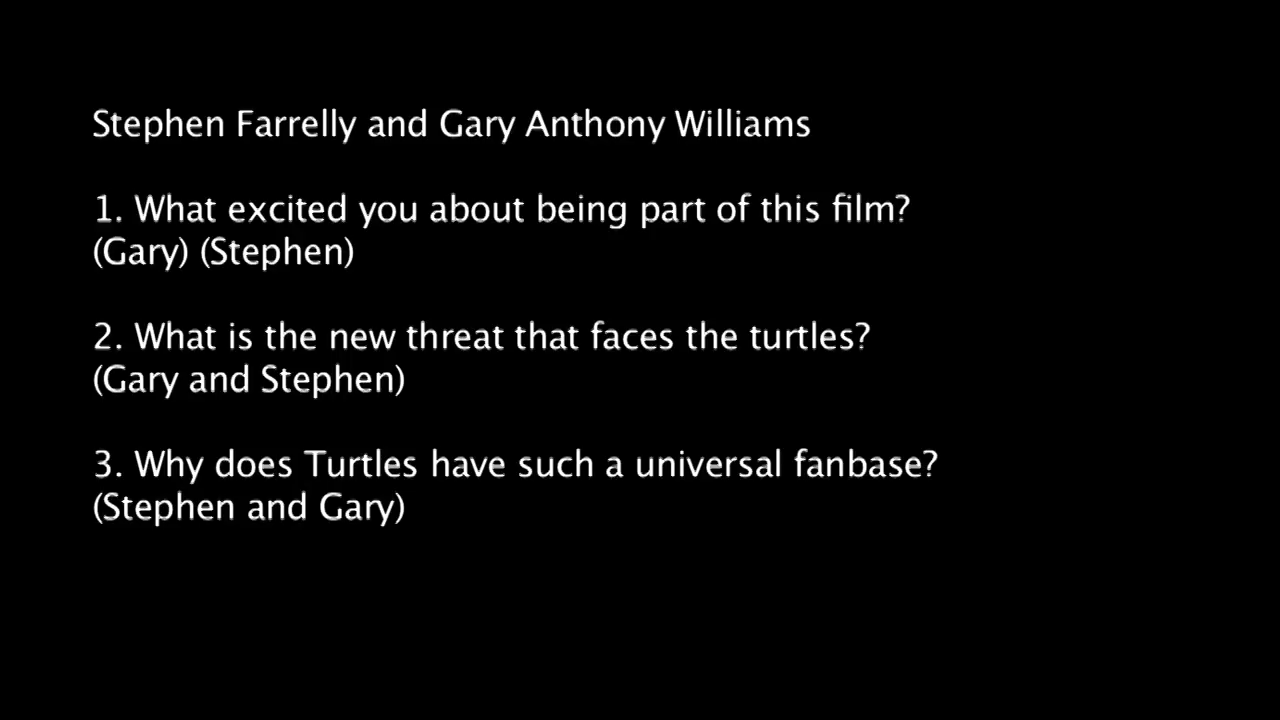 Stephen Farrelly and Gary Anthony Williams
1. What excited you about being part of this film?
(Gary) (Stephen)
2. What is the new threat that faces the turtles?
(Gary and Stephen)
3. Why does Turtles have such a universal fanbase?
(Stephen and Gary)